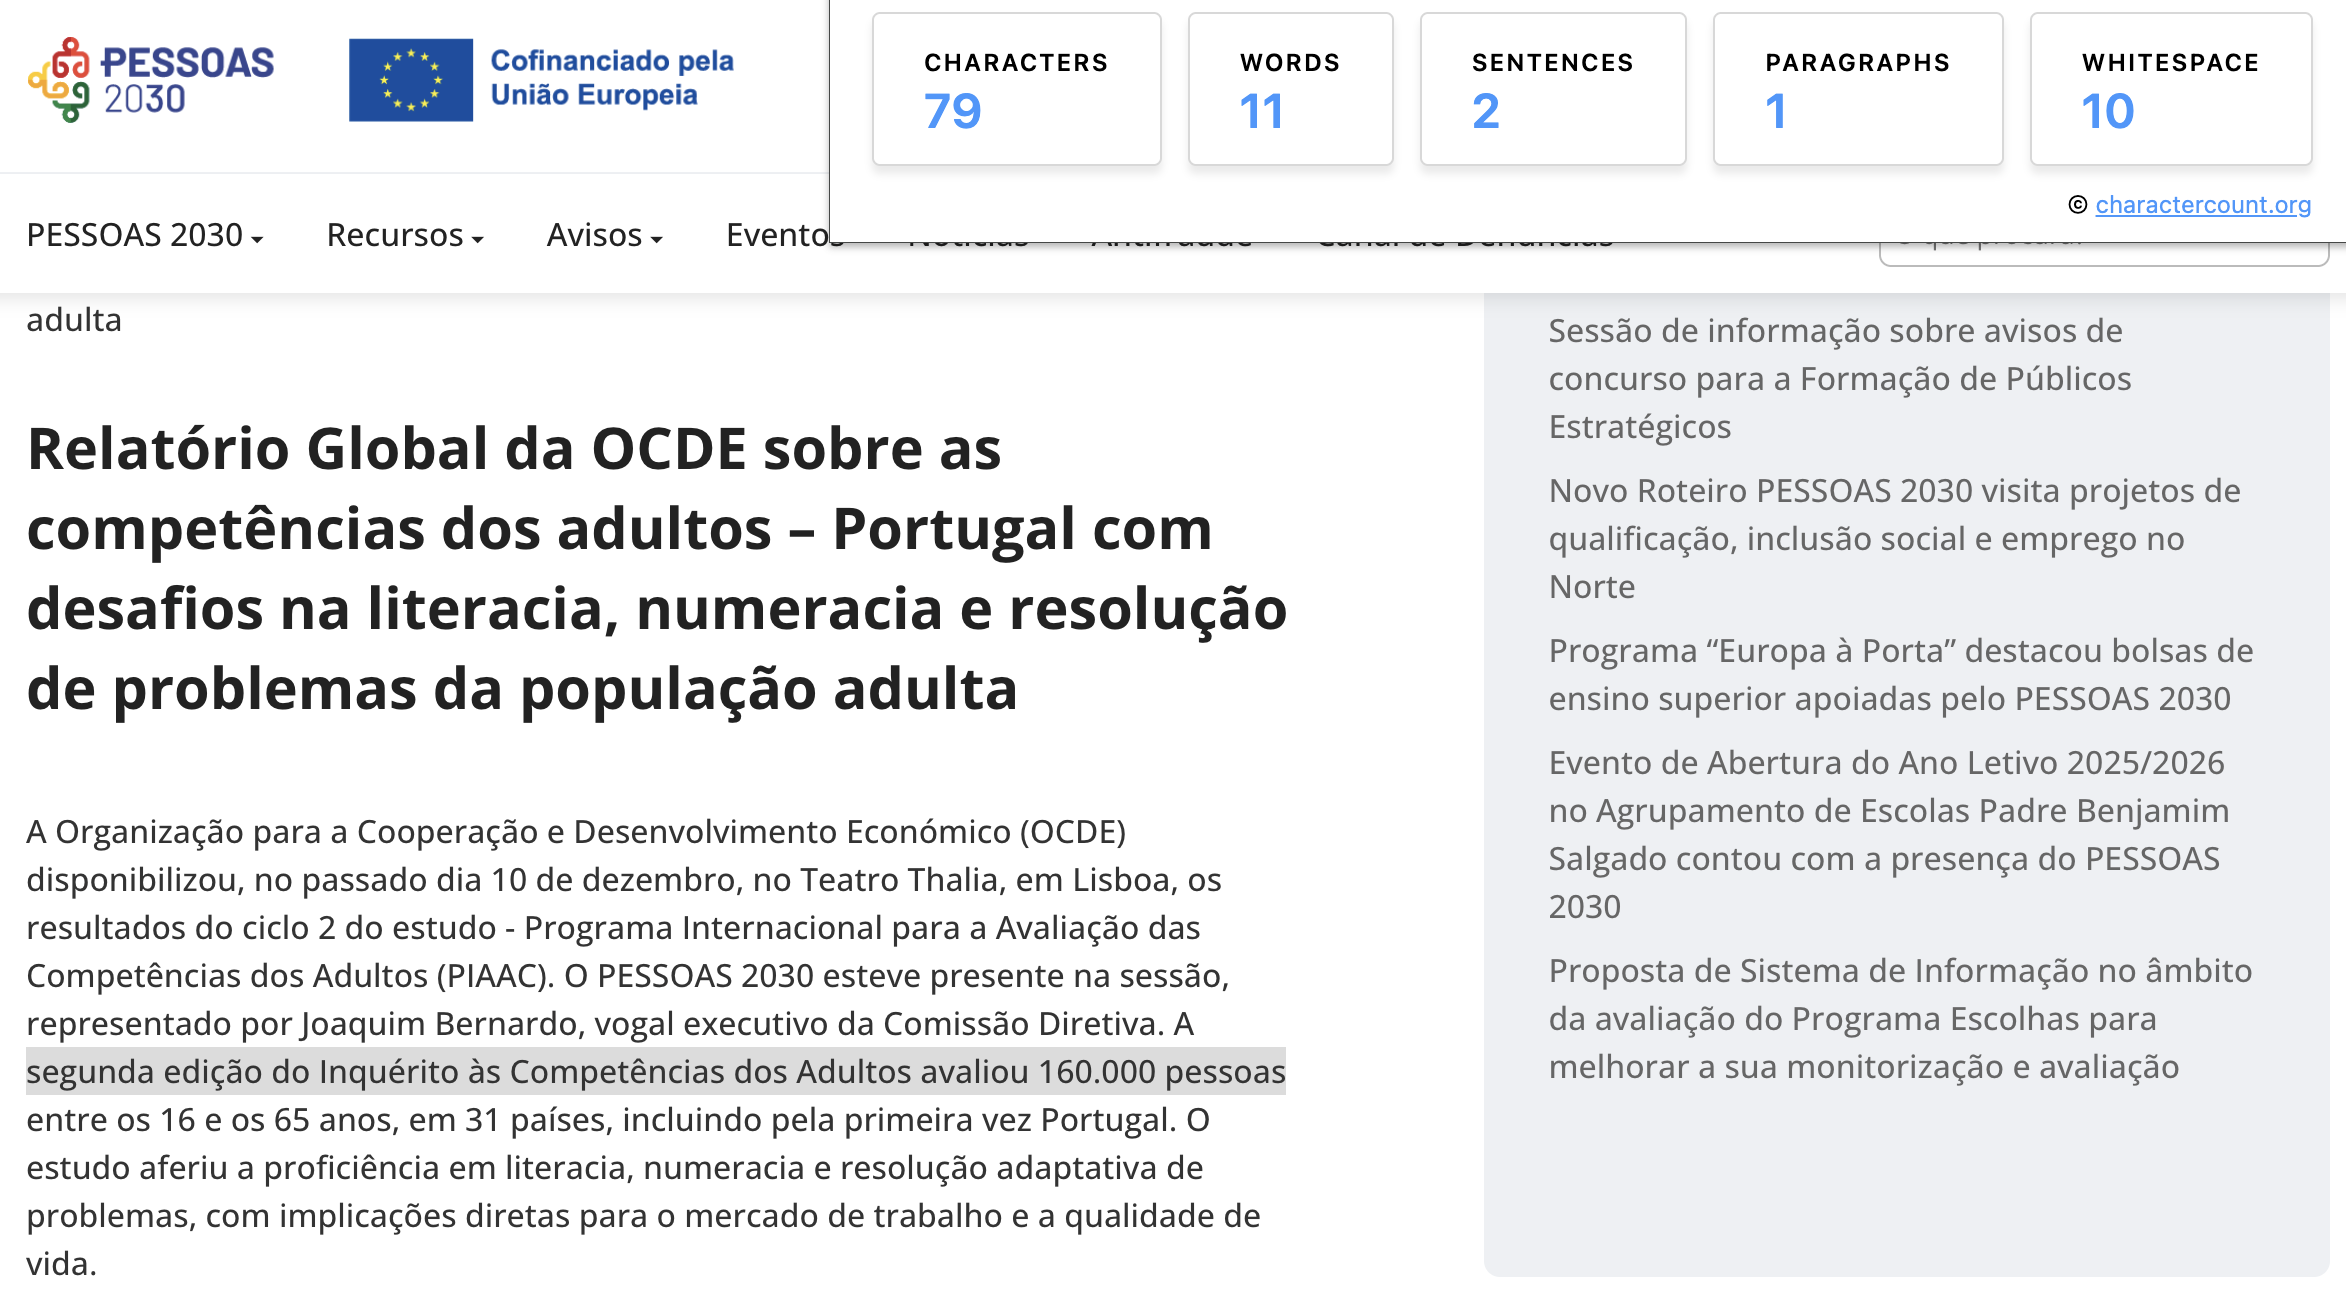 PESSOAS
2030
Cofinanciado pela
União Europeia
CHARACTERS
79
WORDS
11
SENTENCES
2
PARAGRAPHS
1
WHITESPACE
10
© charactercount.org
PESSOAS 2030
Recursos
Avisos
Eventos
adulta
Relatório Global da OCDE sobre as
competências dos adultos – Portugal com
desafios na literacia, numeracia e resolução
de problemas da população adulta
A Organização para a Cooperação e Desenvolvimento Económico (OCDE)
disponibilizou, no passado dia 10 de dezembro, no Teatro Thalia, em Lisboa, os
resultados do ciclo 2 do estudo - Programa Internacional para a Avaliação das
Competências dos Adultos (PIAAC). O PESSOAS 2030 esteve presente na sessão,
representado por Joaquim Bernardo, vogal executivo da Comissão Diretiva. A
segunda edição do Inquérito às Competências dos Adultos avaliou 160.000 pessoas
entre os 16 e os 65 anos, em 31 países, incluindo pela primeira vez Portugal. O
estudo aferiu a proficiência em literacia, numeracia e resolução adaptativa de
problemas, com implicações diretas para o mercado de trabalho e a qualidade de
vida.
Sessão de informação sobre avisos de
concurso para a Formação de Públicos
Estratégicos
Novo Roteiro PESSOAS 2030 visita projetos de
qualificação, inclusão social e emprego no
Norte
Programa “Europa à Porta” destacou bolsas de
ensino superior apoiadas pelo PESSOAS 2030
Evento de Abertura do Ano Letivo 2025/2026
no Agrupamento de Escolas Padre Benjamim
Salgado contou com a presença do PESSOAS
2030
Proposta de Sistema de Informação no âmbito
da avaliação do Programa Escolhas para
melhorar a sua monitorização e avaliação